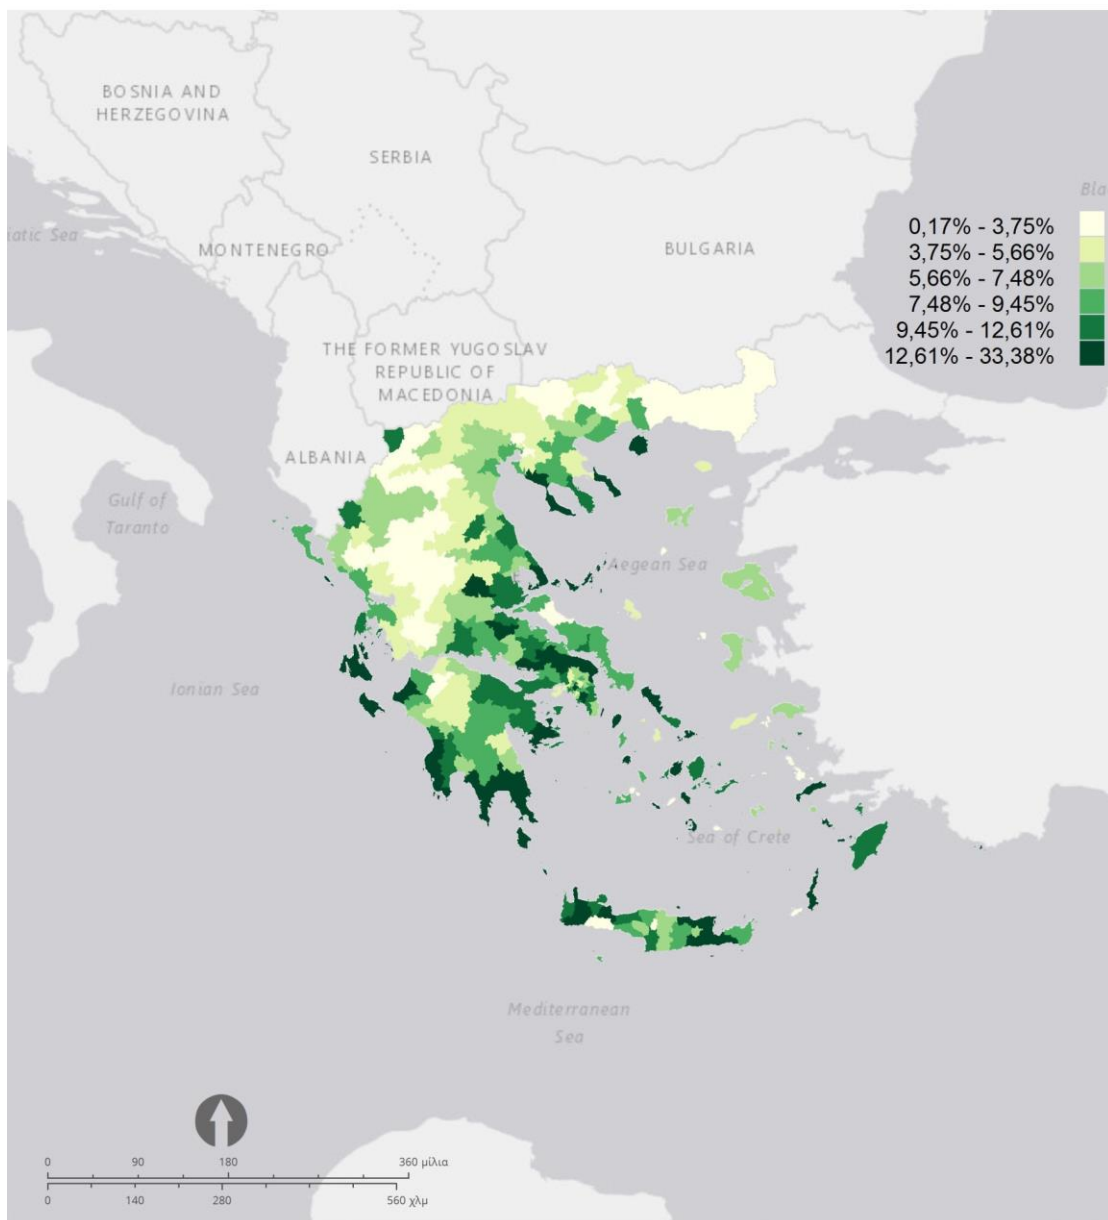 BOSNIA AND
HERZEGOVINA
SERBIA
Bla
iatic Sea
MONTENEGRO
BULGARIA
0,17% - 3,75%
3,75% - 5,66%
5,66% - 7,48%
7,48% - 9,45%
9,45% - 12,61%
12,61% - 33,38%
THE FORMER YUGOSLAV
REPUBLIC OF
MACEDONIA
ALBANIA
Gulf of
Taranto
Aegean Sea
Ionian Sea
Sea of Crete
Mediterranean
Sea
0 90 180 360 μίλια
0 140 280 560 χλμ